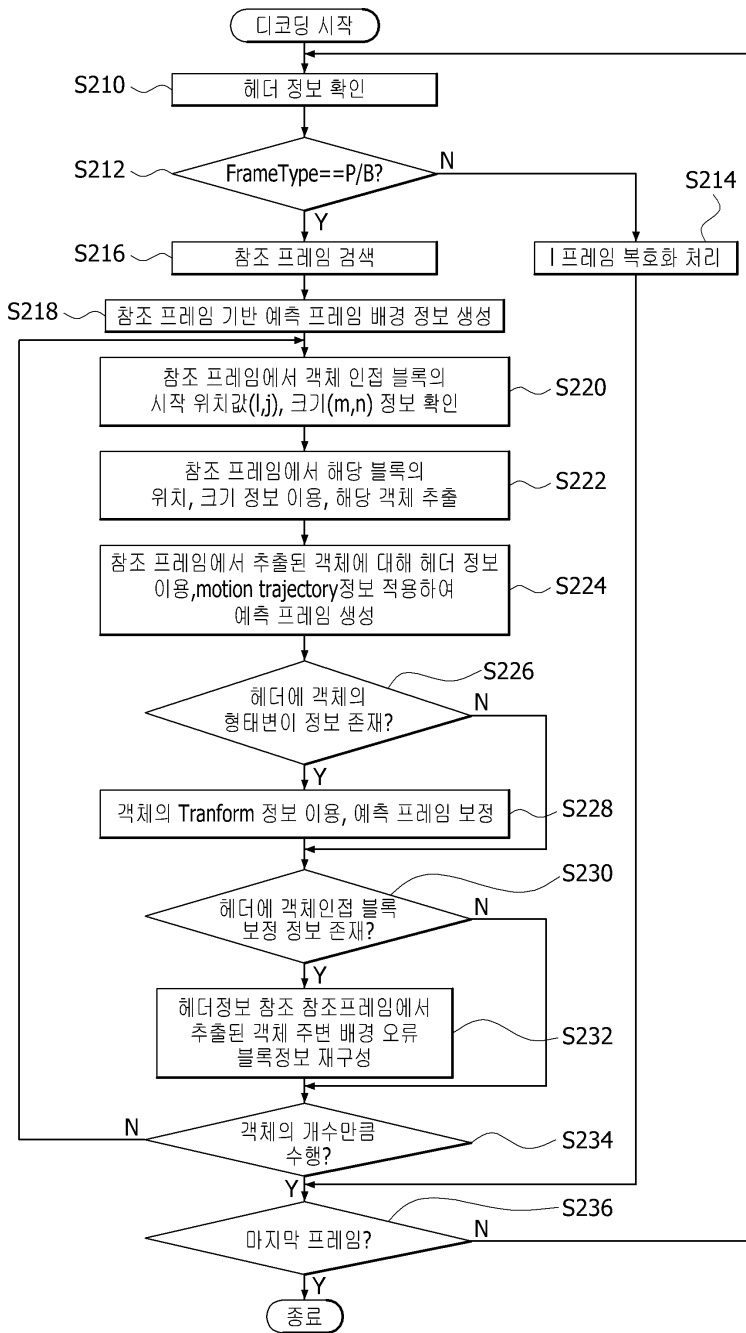 디코딩 시작
S210
헤더 정보 확인
S212
FrameType==P/B?
N
Y
S214
I 프레임 복호화 처리
S216
참조 프레임 검색
S218
참조 프레임 기반 예측 프레임 배경 정보 생성
참조 프레임에서 객체 인접 블록의
시작 위치값(I,j), 크기(m,n) 정보 확인
S220
참조 프레임에서 해당 블록의
위치, 크기 정보 이용, 해당 객체 추출
S222
참조 프레임에서 추출된 객체에 대해 헤더 정보
이용,motion trajectory정보 적용하여
예측 프레임 생성
S224
S226
헤더에 객체의
형태변이 정보 존재?
N
Y
객체의 Tranform 정보 이용, 예측 프레임 보정
S228
S230
헤더에 객체인접 블록
보정 정보 존재?
N
Y
헤더정보 참조 참조프레임에서
추출된 객체 주변 배경 오류
블록정보 재구성
S232
N
객체의 개수만큼
수행?
S234
Y
S236
마지막 프레임?
N
Y
종료